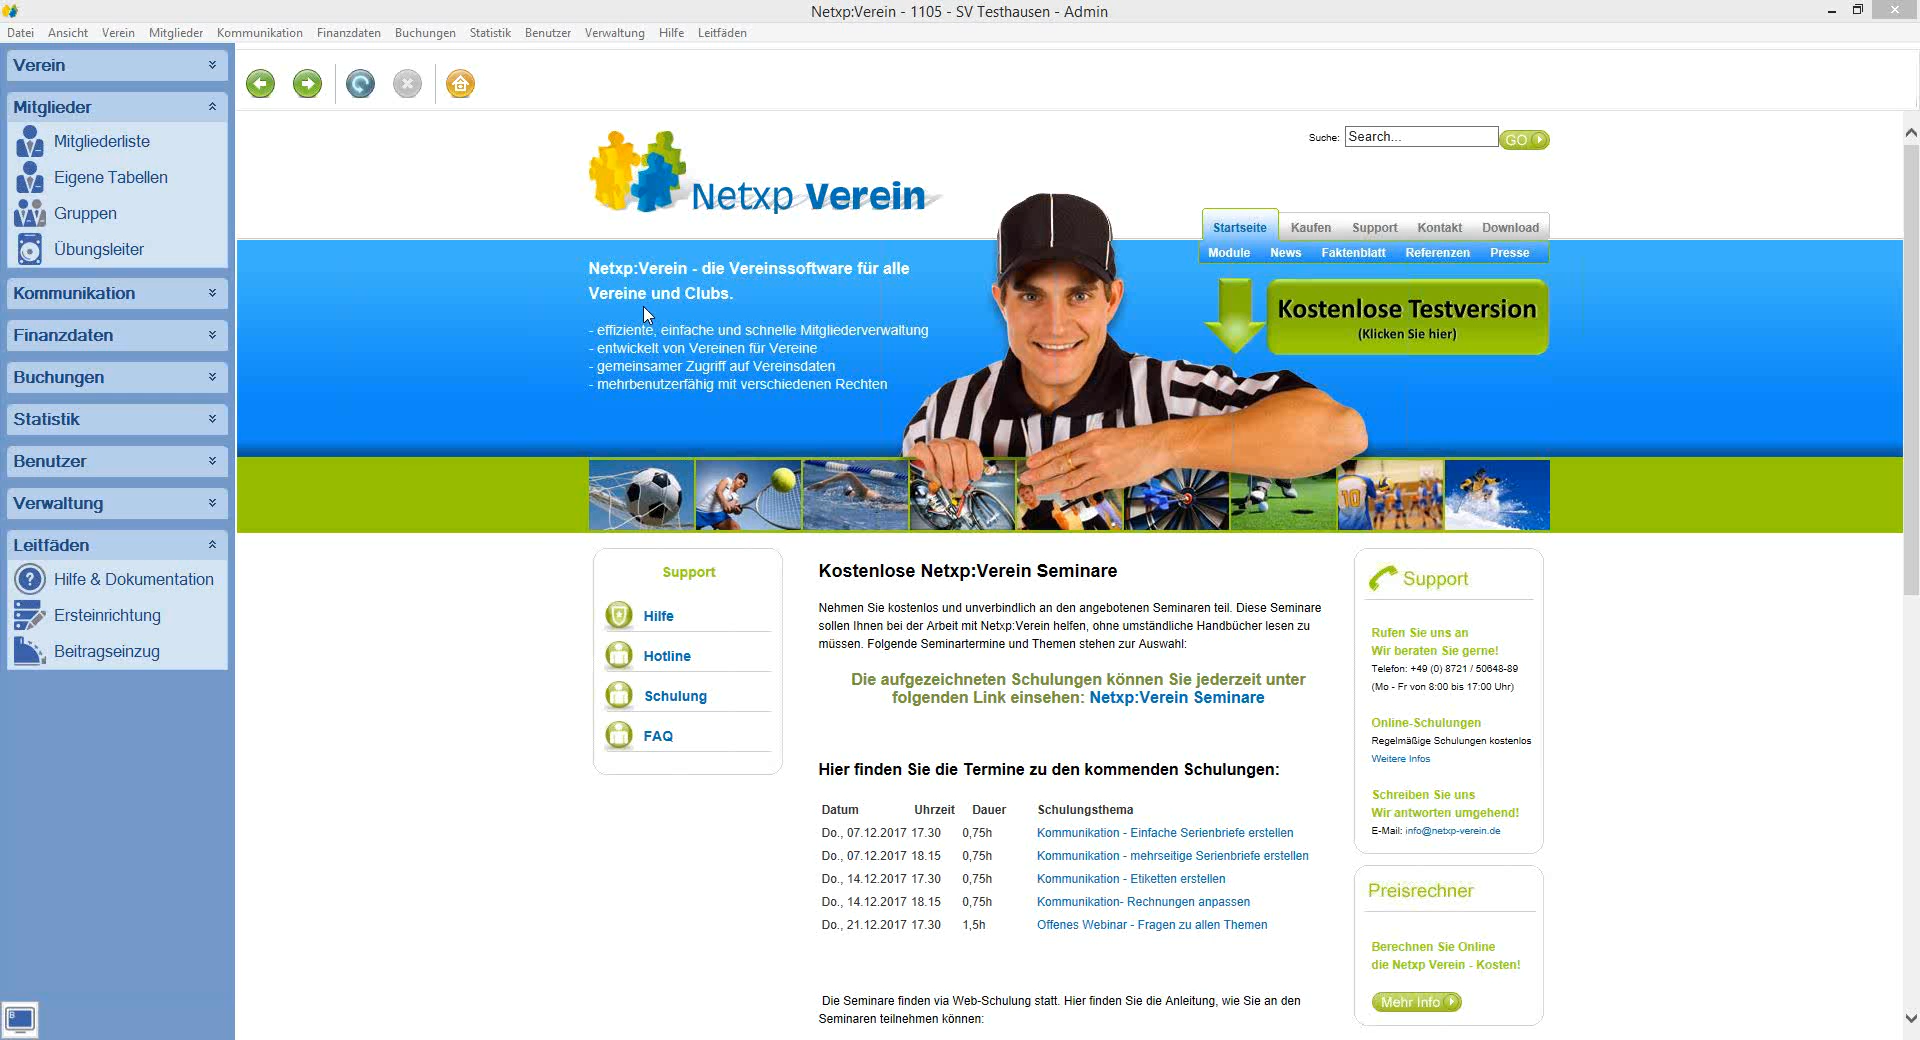 Netxp:Verein - 1105 - SV Testhausen - Admin
Datei Ansicht Verein Mitglieder Kommunikation Finanzdaten Buchungen Statistik Benutzer Verwaltung Hilfe Leitfäden
Verein
Mitglieder
Mitgliederliste
Eigene Tabellen
Gruppen
Übungsleiter
Kommunikation
Finanzdaten
Buchungen
Statistik
Benutzer
Verwaltung
Leitfäden
Hilfe & Dokumentation
Ersteinrichtung
Beitragseinzug
Netxp Verein
Suche: Search... GO
Startseite Kaufen Support Kontakt Download
Module News Faktenblatt Referenzen Presse
Netxp:Verein - die Vereinssoftware für alle
Vereine und Clubs.
- effiziente, einfache und schnelle Mitgliederverwaltung
- entwickelt von Vereinen für Vereine
- gemeinsamer Zugriff auf Vereinsdaten
- mehrbenutzerfähig mit verschiedenen Rechten
Kostenlose Testversion
(Klicken Sie hier)
10
Support
Hilfe
Hotline
Schulung
FAQ
Kostenlose Netxp:Verein Seminare
Nehmen Sie kostenlos und unverbindlich an den angebotenen Seminaren teil. Diese Seminare
sollen Ihnen bei der Arbeit mit Netxp:Verein helfen, ohne umständliche Handbücher lesen zu
müssen. Folgende Seminartermine und Themen stehen zur Auswahl:
Die aufgezeichneten Schulungen können Sie jederzeit unter
folgenden Link einsehen: Netxp:Verein Seminare
Hier finden Sie die Termine zu den kommenden Schulungen:
Datum Uhrzeit Dauer Schulungsthema
Do., 07.12.2017 17.30 0,75h Kommunikation - Einfache Serienbriefe erstellen
Do., 07.12.2017 18.15 0,75h Kommunikation - mehrseitige Serienbriefe erstellen
Do., 14.12.2017 17.30 0,75h Kommunikation - Etiketten erstellen
Do., 14.12.2017 18.15 0,75h Kommunikation- Rechnungen anpassen
Do., 21.12.2017 17.30 1,5h Offenes Webinar - Fragen zu allen Themen
Die Seminare finden via Web-Schulung statt. Hier finden Sie die Anleitung, wie Sie an den
Seminaren teilnehmen können:
Support
Rufen Sie uns an
Wir beraten Sie gerne!
Telefon: +49 (0) 8721 / 50648-89
(Mo - Fr von 8:00 bis 17:00 Uhr)
Online-Schulungen
Regelmäßige Schulungen kostenlos
Weitere Infos
Schreiben Sie uns
Wir antworten umgehend!
E-Mail: info@netxp-verein.de
Preisrechner
Berechnen Sie Online
die Netxp Verein - Kosten!
Mehr Info